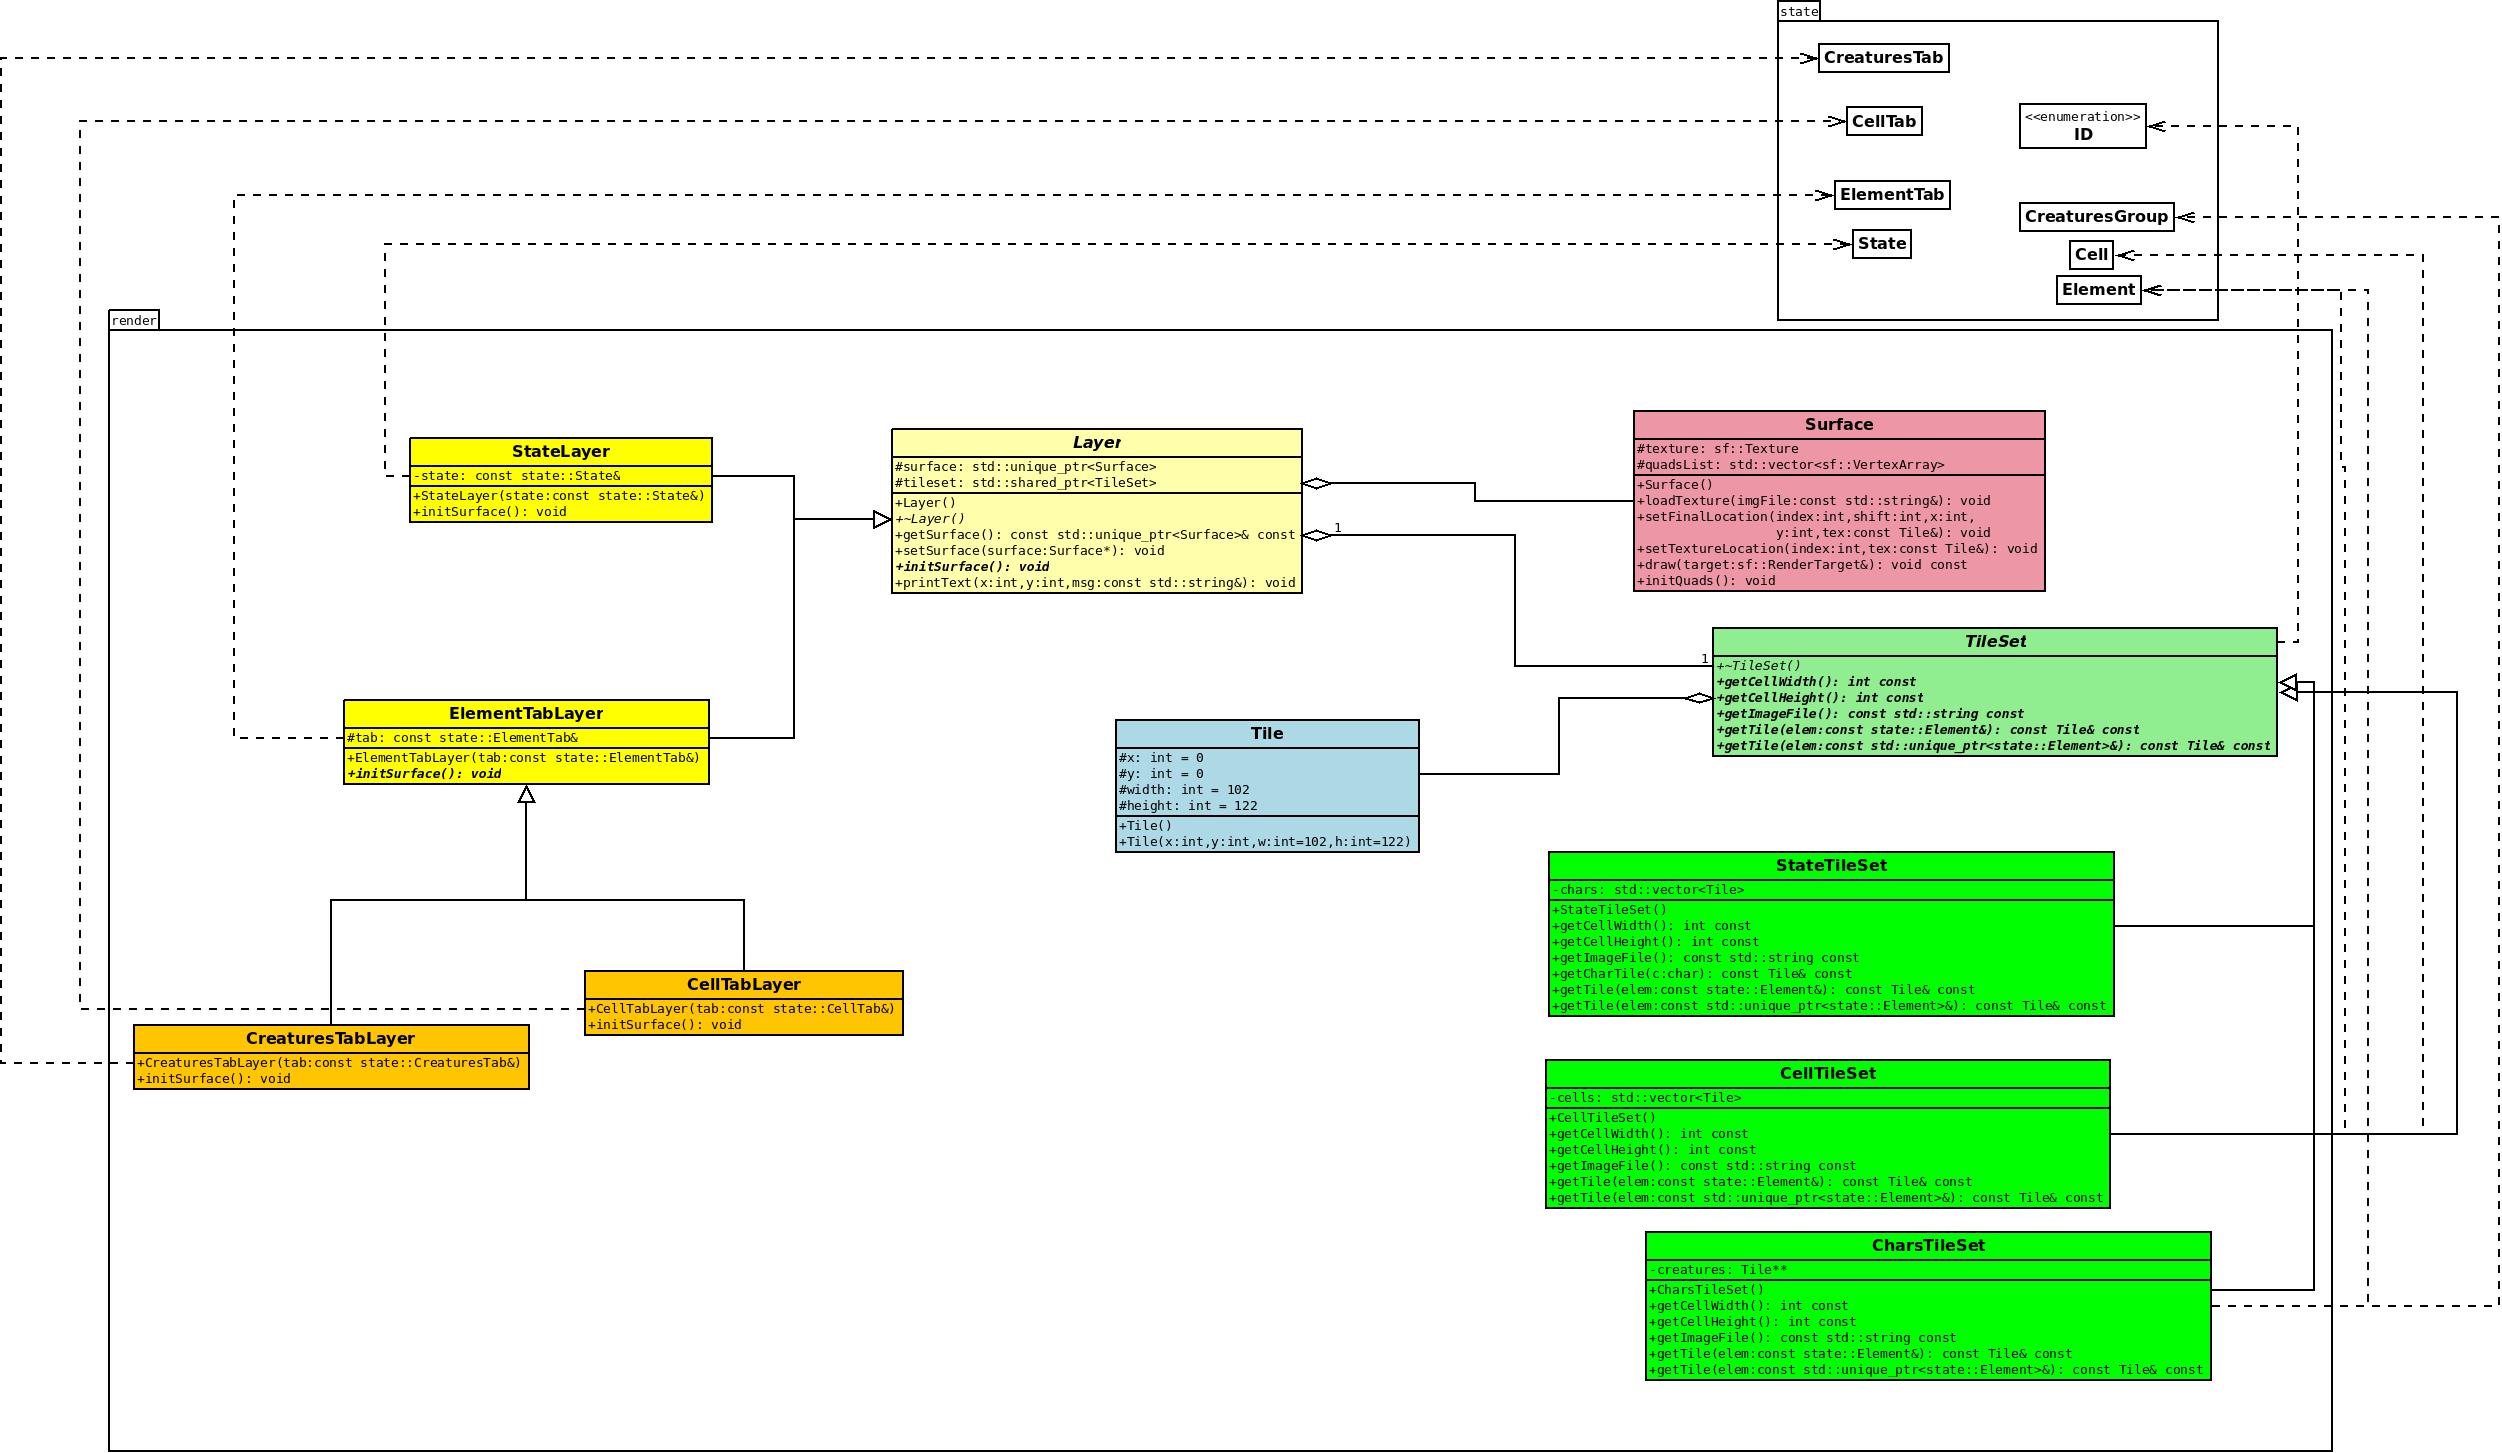 state
CreaturesTab
CellTab
<<enumeration>>
ID
ElementTab
CreaturesGroup
State
Cell
Element
render
StateLayer
-state: const state::State&
+StateLayer(state:const state::State&)
+initSurface(): void
Layer
#surface: std::unique_ptr<Surface>
#tileset: std::shared_ptr<TileSet>
+Layer()
+~Layer()
+getSurface(): const std::unique_ptr<Surface>& const
+setSurface(surface:Surface*): void
+initSurface(): void
+printText(x:int,y:int,msg:const std::string&): void
1
Surface
#texture: sf::Texture
#quadsList: std::vector<sf::VertexArray>
+Surface()
+loadTexture(imgFile:const std::string&): void
+setFinalLocation(index:int,shift:int,x:int,
y:int,tex:const Tile&): void
+setTextureLocation(index:int,tex:const Tile&): void
+draw(target:sf::RenderTarget&): void const
+initQuads(): void
1
TileSet
+~TileSet()
+getCellWidth(): int const
+getCellHeight(): int const
+getImageFile(): const std::string const
+getTile(elem:const state::Element&): const Tile& const
+getTile(elem:const std::unique_ptr<state::Element>&): const Tile& const
ElementTabLayer
#tab: const state::ElementTab&
+ElementTabLayer(tab:const state::ElementTab&)
+initSurface(): void
Tile
#x: int = 0
#y: int = 0
#width: int = 102
#height: int = 122
+Tile()
+Tile(x:int,y:int,w:int=102,h:int=122)
StateTileSet
-chars: std::vector<Tile>
+StateTileSet()
+getCellWidth(): int const
+getCellHeight(): int const
+getImageFile(): const std::string const
+getCharTile(c:char): const Tile& const
+getTile(elem:const state::Element&): const Tile& const
+getTile(elem:const std::unique_ptr<state::Element>&): const Tile& const
CellTabLayer
+CellTabLayer(tab:const state::CellTab&)
+initSurface(): void
CreaturesTabLayer
+CreaturesTabLayer(tab:const state::CreaturesTab&)
+initSurface(): void
CellTileSet
-cells: std::vector<Tile>
+CellTileSet()
+getCellWidth(): int const
+getCellHeight(): int const
+getImageFile(): const std::string const
+getTile(elem:const state::Element&): const Tile& const
+getTile(elem:const std::unique_ptr<state::Element>&): const Tile& const
CharsTileSet
-creatures: Tile**
+CharsTileSet()
+getCellWidth(): int const
+getCellHeight(): int const
+getImageFile(): const std::string const
+getTile(elem:const state::Element&): const Tile& const
+getTile(elem:const std::unique_ptr<state::Element>&): const Tile& const